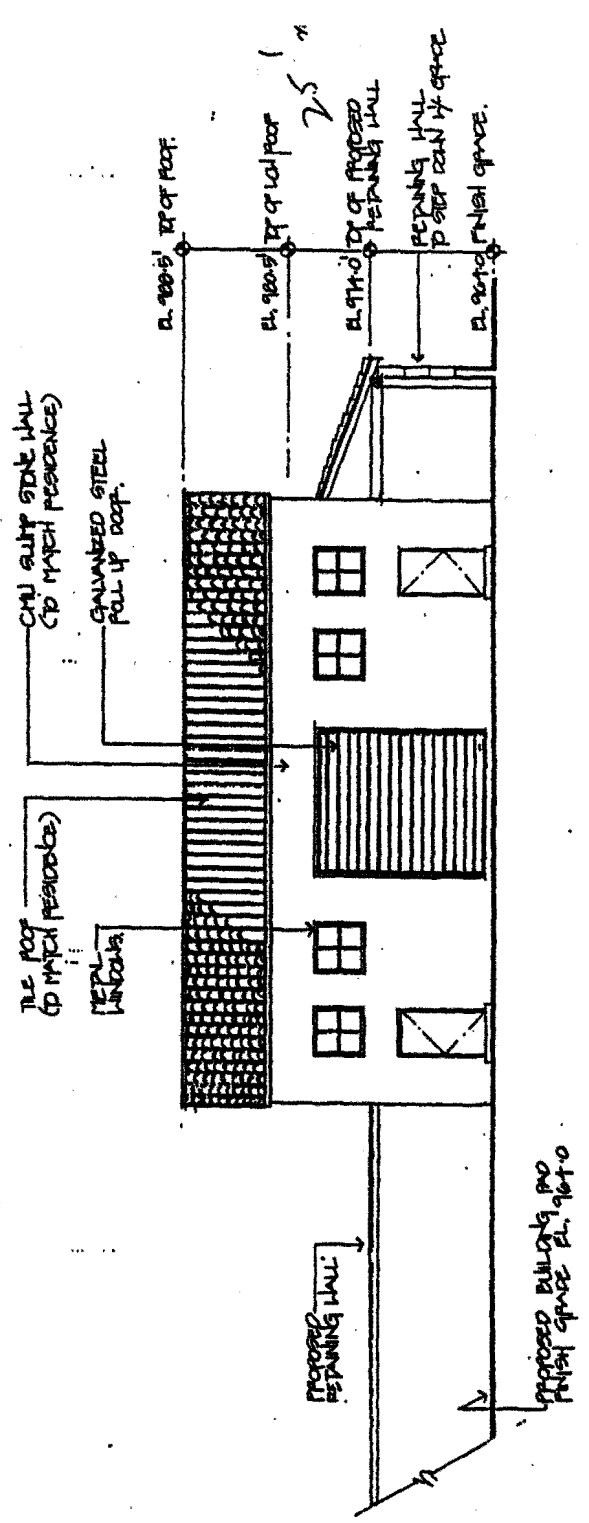 TILE ROOF
(TO MATCH RESIDENCE)
METAL
WINDOWS.
CMU SLUMP STONE WALL
(TO MATCH RESIDENCE)
GALVANIZED STEEL
ROLL UP DOOR.
EL. 988.5' TOP OF ROOF.
EL. 980.5' TOP OF LOW ROOF
25
EL. 974.0' TOP OF PROPOSED
RETAINING WALL
RETAINING WALL
TO STEP DOWN W/ GRADE
EL. 964.0 FINISH GRADE.
PROPOSED
RETAINING WALL.
PROPOSED BUILDING PAD
FINISH GRADE EL. 964.0